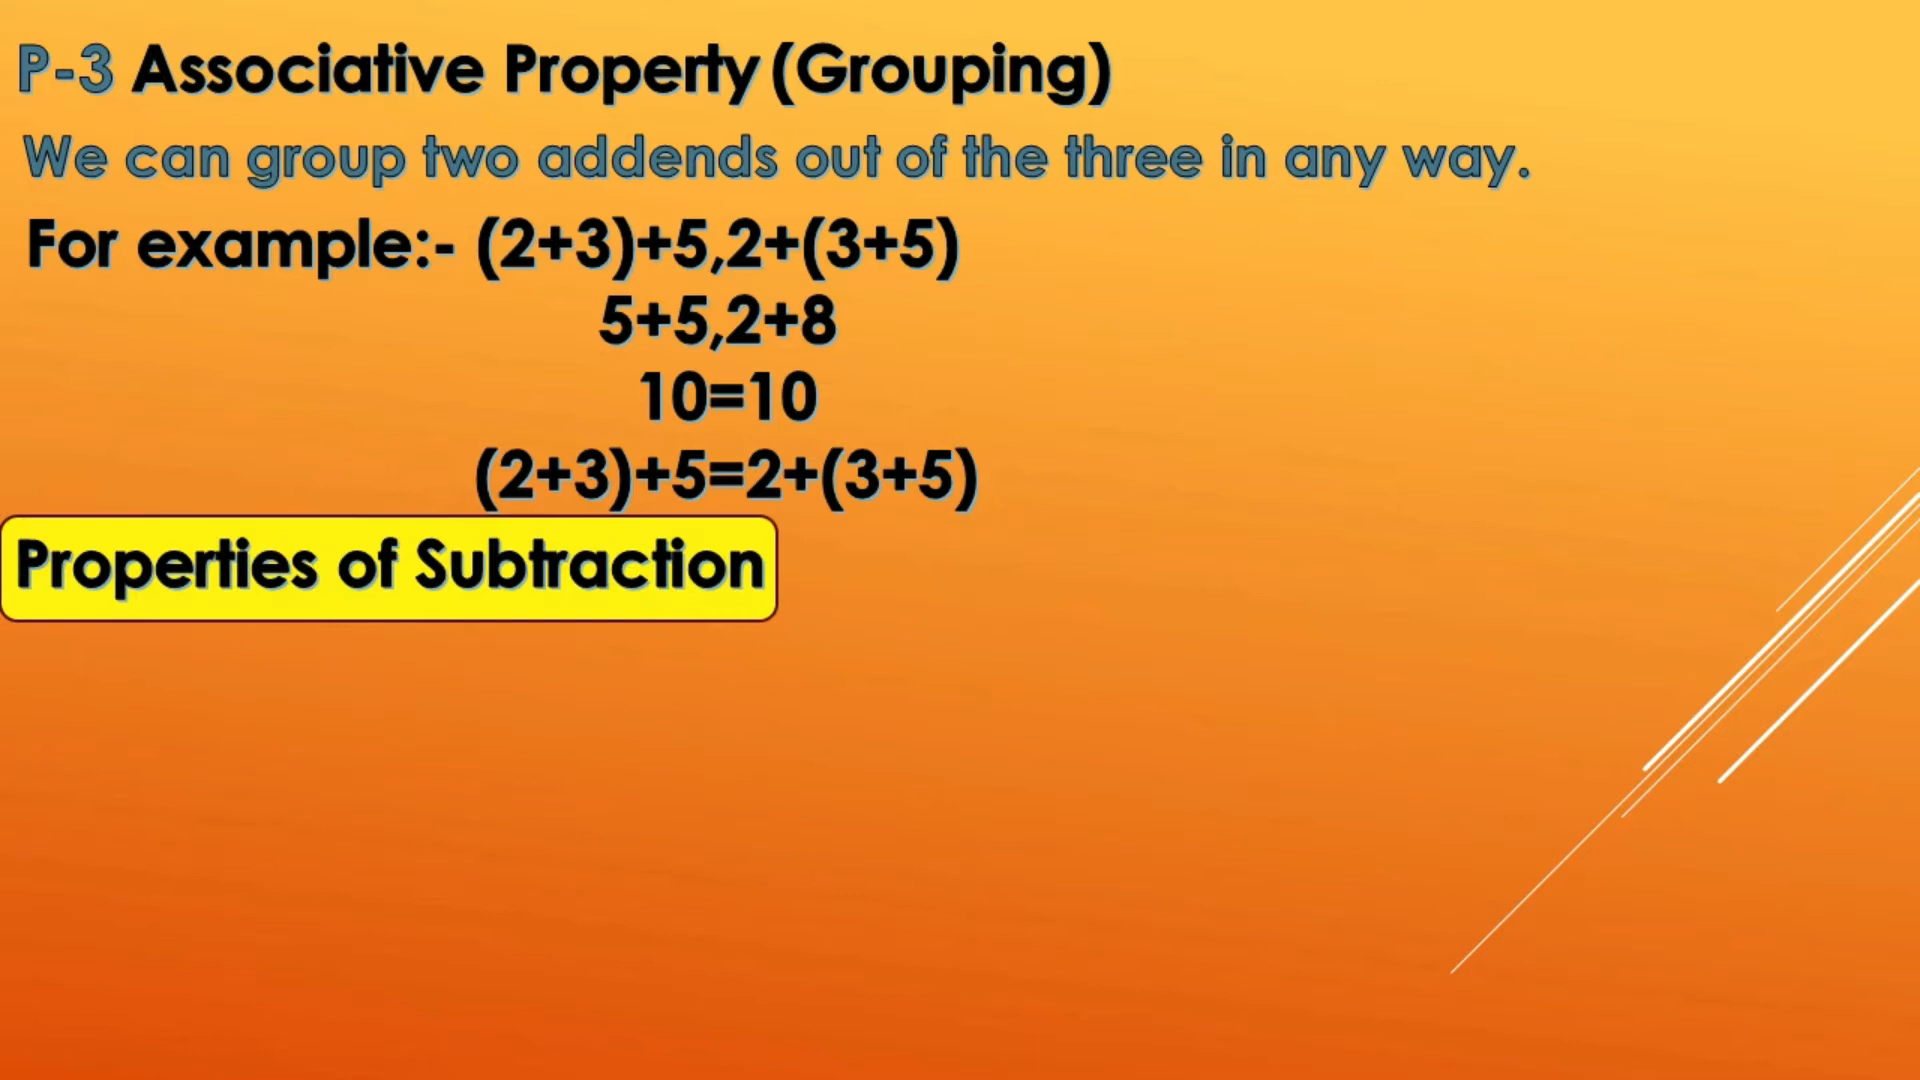 P-3 Associative Property (Grouping)
We can group two addends out of the three in any way.
For example:- (2+3)+5,2+(3+5)
5+5,2+8
10=10
(2+3)+5=2+(3+5)
Properties of Subtraction